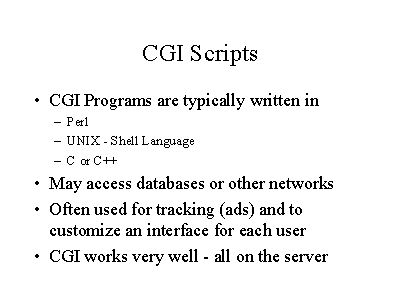 CGI Scripts
• CGI Programs are typically written in
– Perl
– UNIX - Shell Language
– C or C++
• May access databases or other networks
• Often used for tracking (ads) and to
customize an interface for each user
• CGI works very well - all on the server